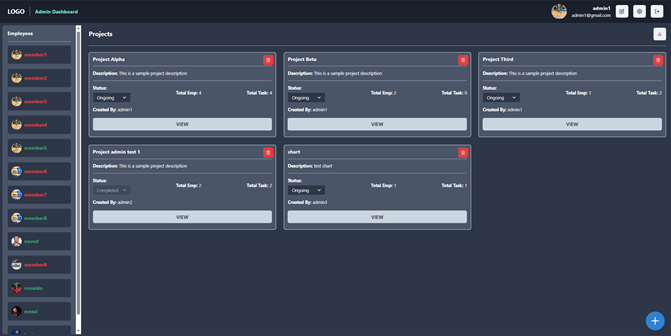 LOGO | Admin Dashboard
admin1
admin1@gmail.com
Employees
member1
member2
member3
member4
member5
member6
member7
member8
naved
member9
ronaldo
messi
Projects
Project Alpha
Description: This is a sample project description
Status:
Ongoing
Total Emp: 4
Total Task: 4
Created By: admin1
VIEW
Project Beta
Description: This is a sample project description
Status:
Ongoing
Total Emp: 2
Total Task: 0
Created By: admin1
VIEW
Project Third
Description: This is a sample project description
Status:
Ongoing
Total Emp: 1
Total Task: 2
Created By: admin1
VIEW
Project admin test 1
Description: This is a sample project description
Status:
Completed
Total Emp: 2
Total Task: 2
Created By: admin2
VIEW
chart
Description: test chart
Status:
Ongoing
Total Emp: 1
Total Task: 1
Created By: admin3
VIEW